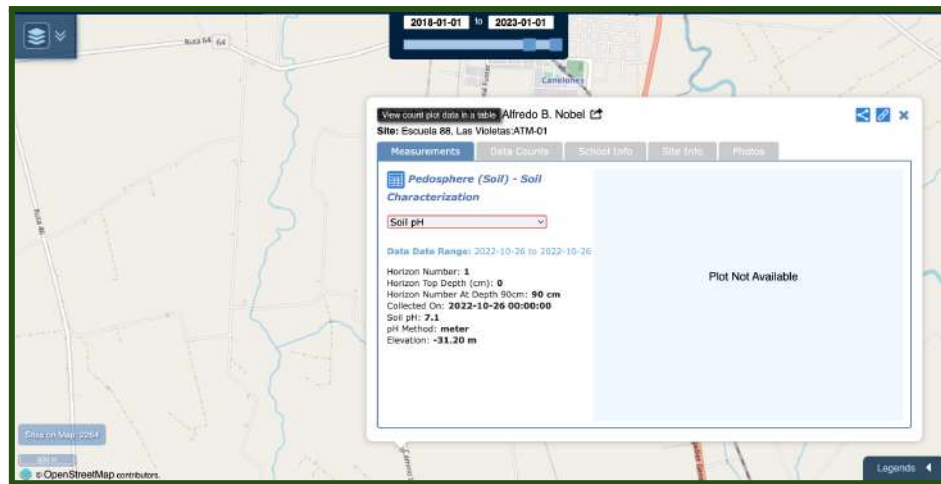 2018-01-01 to 2023-01-01
Ruta 64 64
Canelones
View count plot data in a table Alfredo B. Nobel
Site: Escuela 88, Las Violetas:ATM-01
Measurements Data Counts School Info Site Info Photos
Pedosphere (Soil) - Soil
Characterization
Soil pH
Data Date Range: 2022-10-26 to 2022-10-26
Horizon Number: 1
Horizon Top Depth (cm): 0
Horizon Number At Depth 90cm: 90 cm
Collected On: 2022-10-26 00:00:00
Soil pH: 7.1
pH Method: meter
Elevation: -31.20 m
Plot Not Available
Ruta 46
Sites on Map: 2264
© OpenStreetMap contributors.
Legends